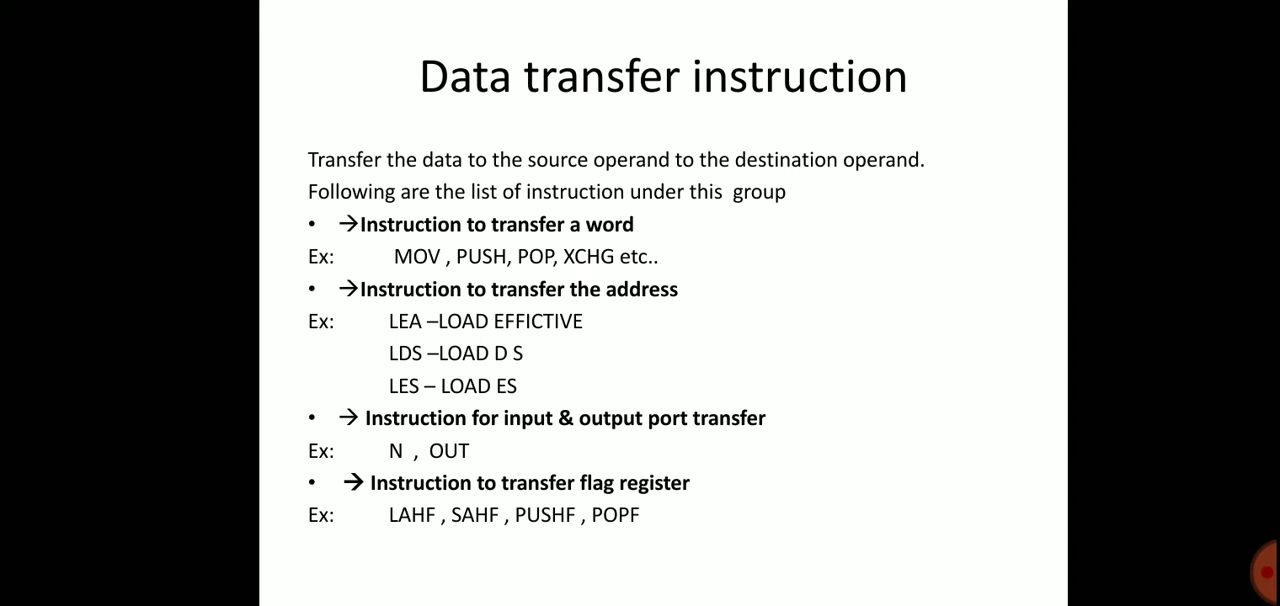 Data transfer instruction
Transfer the data to the source operand to the destination operand.
Following are the list of instruction under this group
• →Instruction to transfer a word
Ex: MOV , PUSH, POP, XCHG etc..
• →Instruction to transfer the address
Ex: LEA –LOAD EFFICTIVE
LDS –LOAD D S
LES – LOAD ES
• → Instruction for input & output port transfer
Ex: N , OUT
• → Instruction to transfer flag register
Ex: LAHF , SAHF , PUSHF , POPF